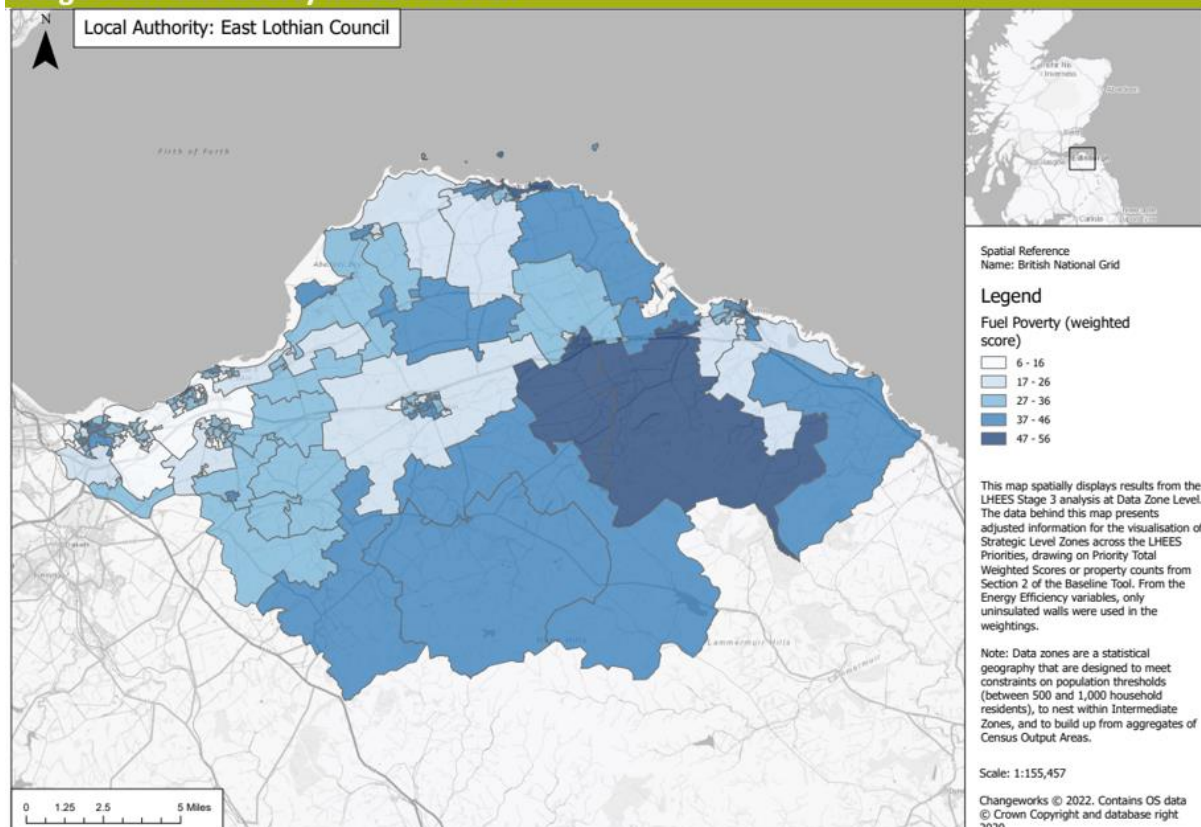 N
Local Authority: East Lothian Council
Firth of Forth
Inverness
Aberdeen
Carlisle
Spatial Reference
Name: British National Grid
Legend
Fuel Poverty (weighted
score)
6 - 16
17 - 26
27 - 36
37 - 46
47 - 56
This map spatially displays results from the
LHEES Stage 3 analysis at Data Zone Level.
The data behind this map presents
adjusted information for the visualisation of
Strategic Level Zones across the LHEES
Priorities, drawing on Priority Total
Weighted Scores or property counts from
Section 2 of the Baseline Tool. From the
Energy Efficiency variables, only
uninsulated walls were used in the
weightings.
Lammermuir Hills
Lammermuir
Note: Data zones are a statistical
geography that are designed to meet
constraints on population thresholds
(between 500 and 1,000 household
residents), to nest within Intermediate
Zones, and to build up from aggregates of
Census Output Areas.
Scale: 1:155,457
0 1.25 2.5 5 Miles
Changeworks © 2022. Contains OS data
© Crown Copyright and database right